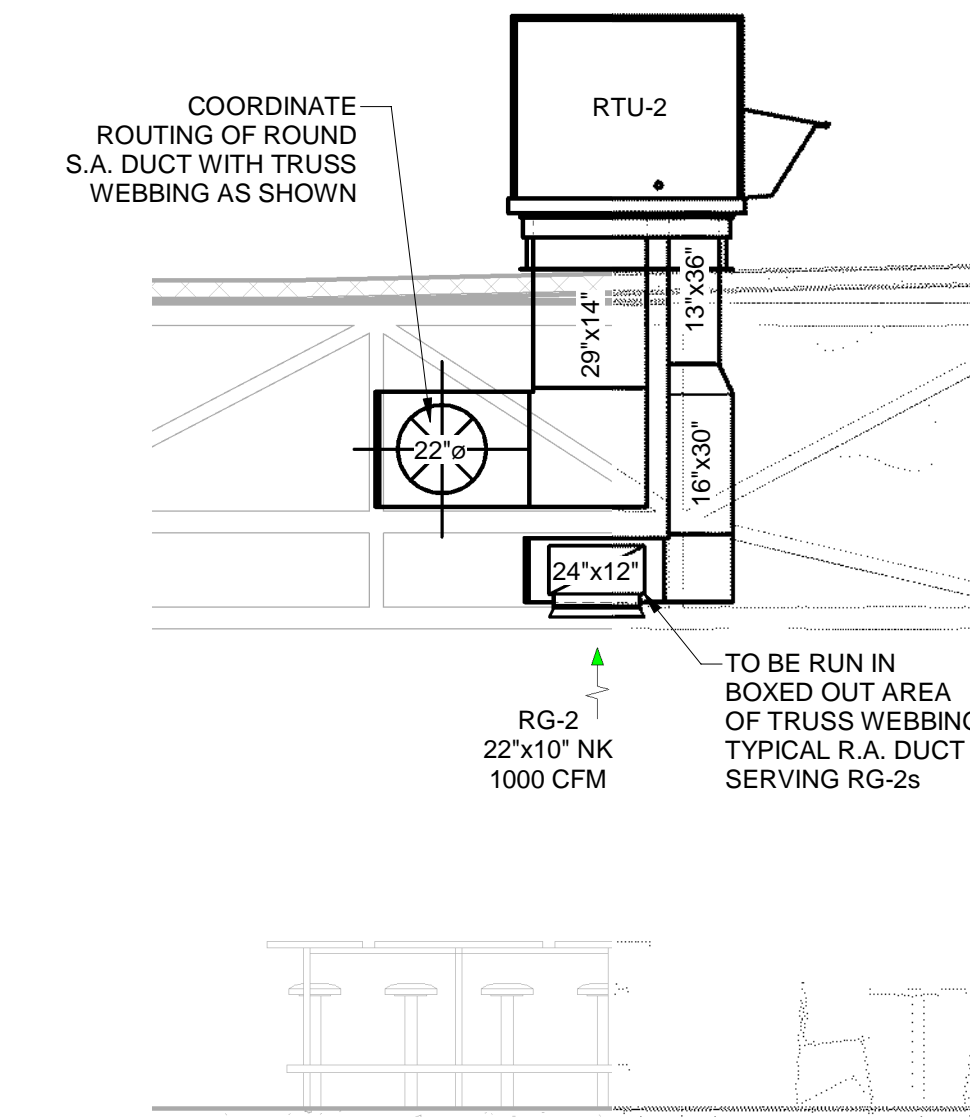 RTU-2
COORDINATE
ROUTING OF ROUND
S.A. DUCT WITH TRUSS
WEBBING AS SHOWN
29"x14"
13"x36"
22"ø
16"x30"
24"x12"
RG-2
22"x10" NK
1000 CFM
TO BE RUN IN
BOXED OUT AREA
OF TRUSS WEBBING
TYPICAL R.A. DUCT
SERVING RG-2s